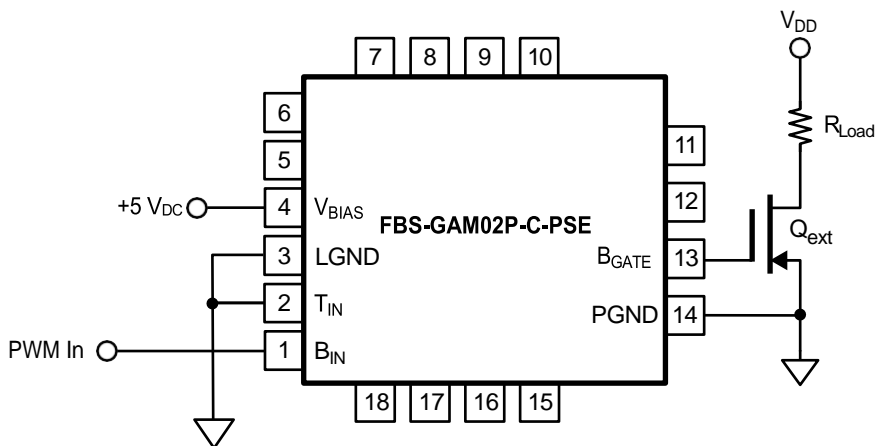 V_DD
7 8 9 10
6
R_Load
11
5
12
+5 V_DC 4 V_BIAS
FBS-GAM02P-C-PSE
Q_ext
3 LGND
B_GATE 13
2 T_IN
PGND 14
PWM In 1 B_IN
18 17 16 15